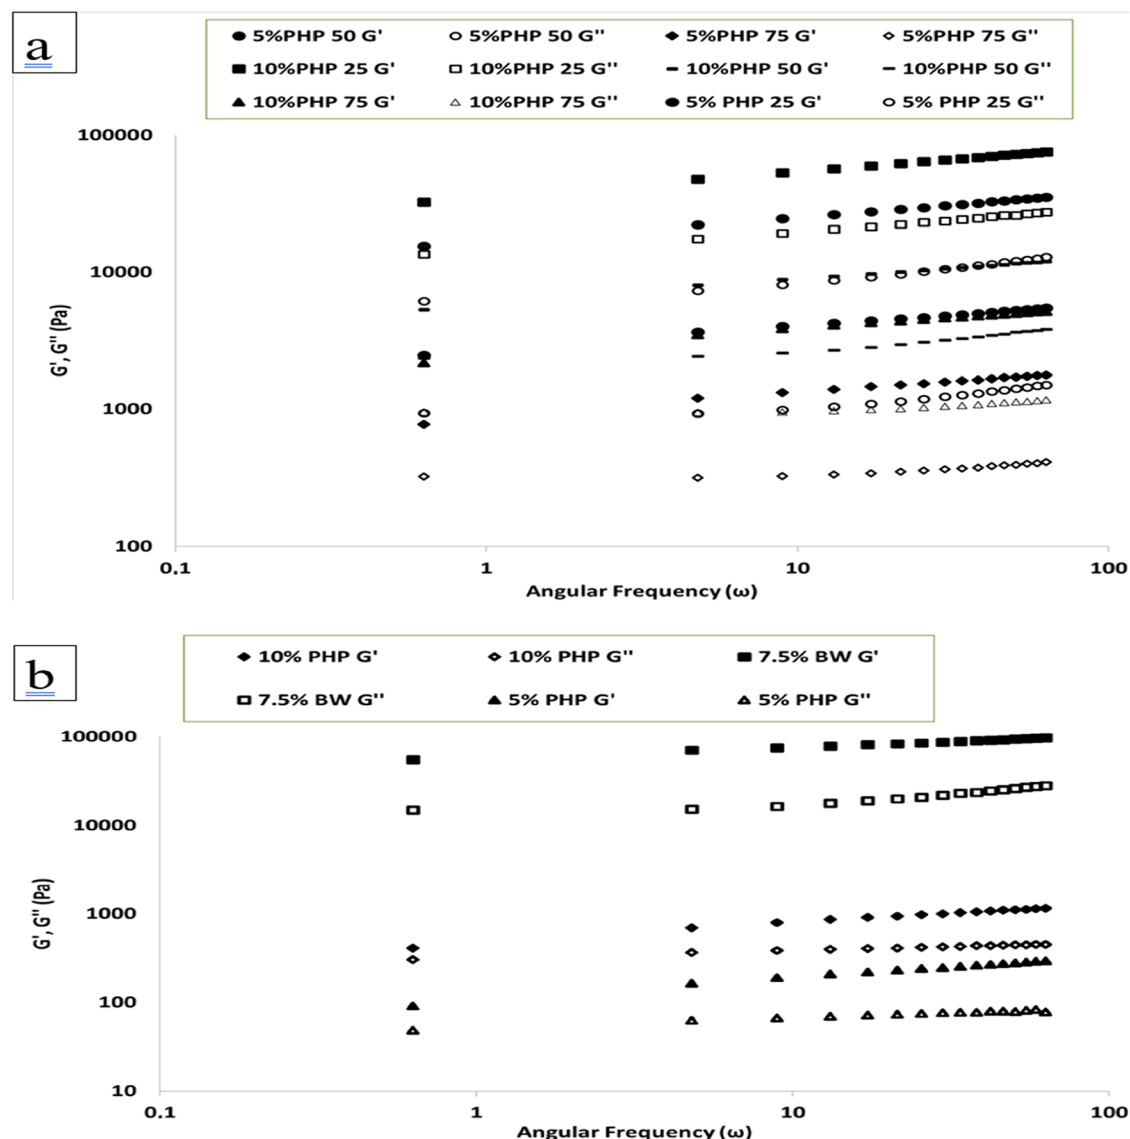 a
5%PHP 50 G' 5%PHP 50 G'' 5%PHP 75 G' 5%PHP 75 G''
10%PHP 25 G' 10%PHP 25 G'' 10%PHP 50 G' 10%PHP 50 G''
10%PHP 75 G' 10%PHP 75 G'' 5% PHP 25 G' 5% PHP 25 G''
100000
10000
1000
100
G', G'' (Pa)
0.1 1 10 100
Angular Frequency (ω)
b
10% PHP G' 10% PHP G'' 7.5% BW G'
7.5% BW G'' 5% PHP G' 5% PHP G''
100000
10000
1000
100
10
G', G'' (Pa)
0.1 1 10 100
Angular Frequency (ω)